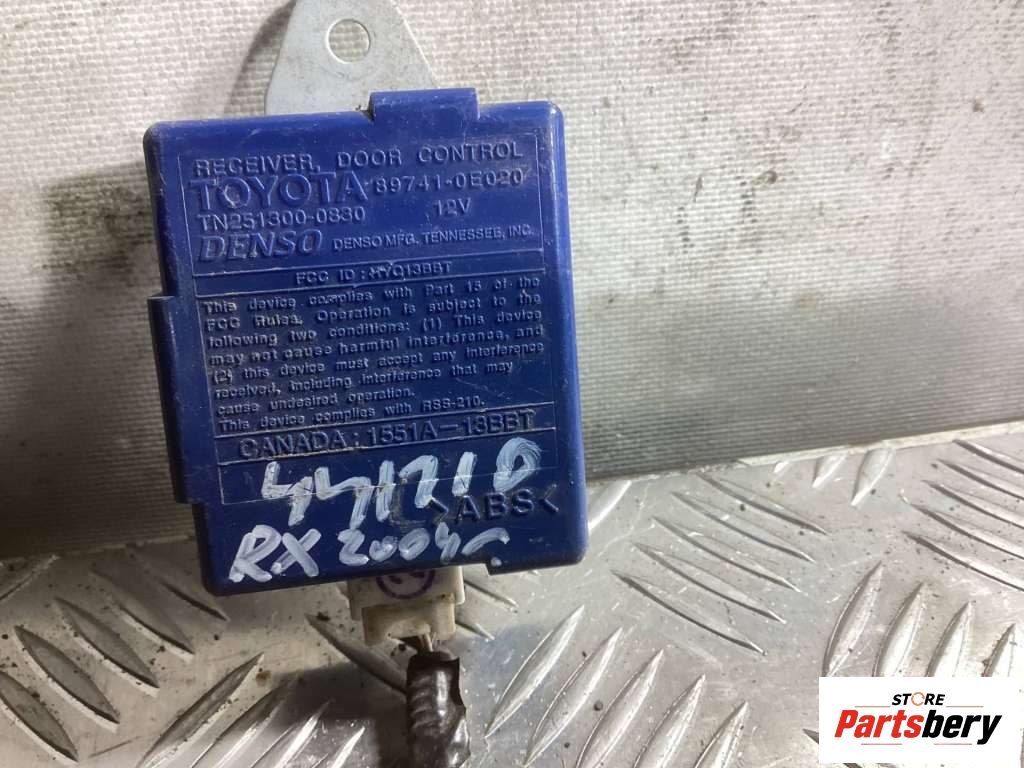 RECEIVER, DOOR CONTROL
TOYOTA 89741-0E020
TN251300-0830 12V
DENSO DENSO MFG. TENNESSEE, INC.
FCC ID : HYQ13BBT
This device complies with Part 15 of the
FCC Rules. Operation is subject to the
following two conditions: (1) This device
may not cause harmful interference, and
(2) this device must accept any interference
received, including interference that may
cause undesired operation.
This device complies with RSS-210.
CANADA : 1551A-13BBT
>ABS<
RX 2004
STORE
Partsbery